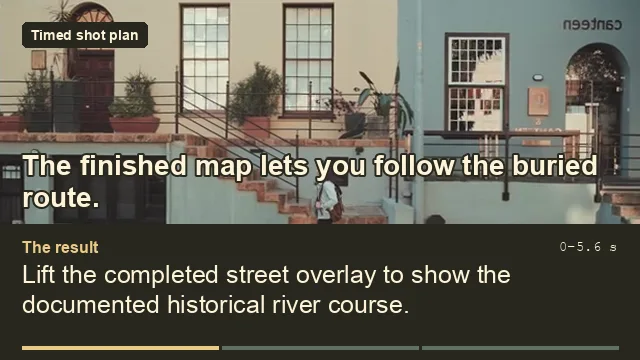 Timed shot plan
canteen
The finished map lets you follow the buried
route.
The result
0–5.6 s
Lift the completed street overlay to show the
documented historical river course.